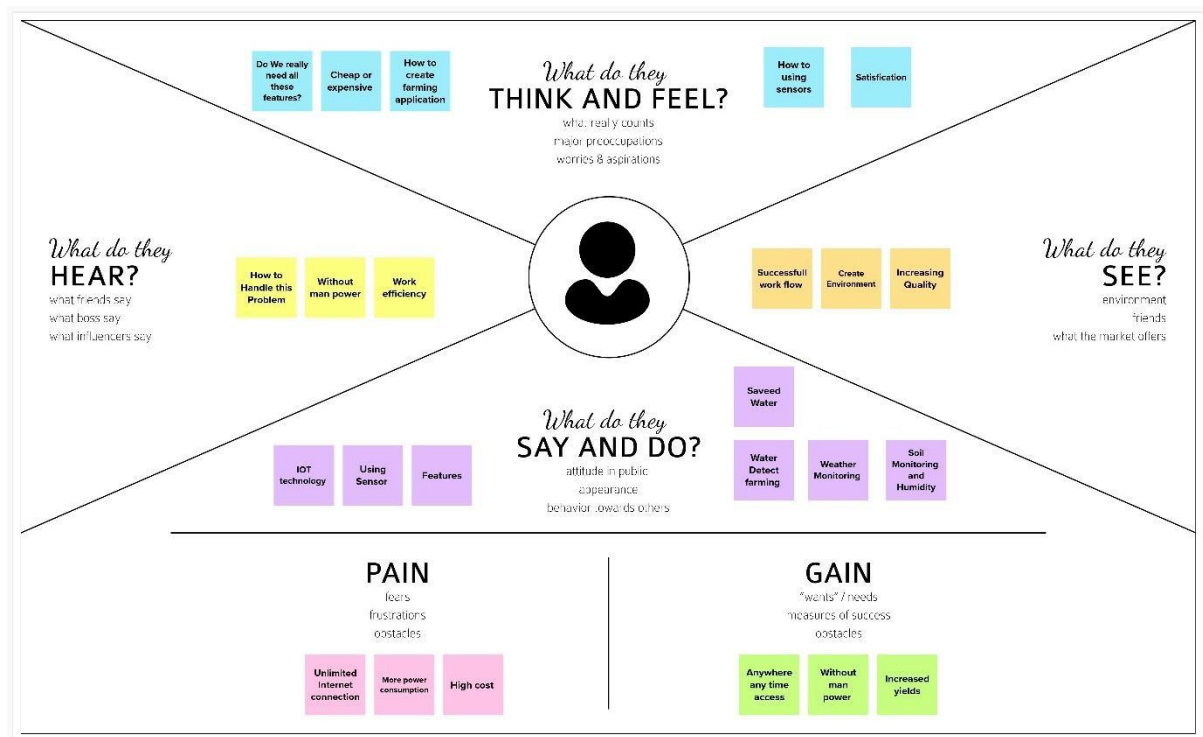 Do We really
need all
these
features?
Cheap or
expensive
How to
create
farming
application
What do they
THINK AND FEEL?
what really counts
major preoccupations
worries & aspirations
How to
using
sensors
Satisfication
What do they
HEAR?
what friends say
what boss say
what influencers say
How to
Handle this
Problem
Without
man power
Work
efficiency
Successfull
work flow
Create
Environment
Increasing
Quality
What do they
SEE?
environment
friends
what the market offers
What do they
SAY AND DO?
attitude in public
appearance
behavior towards others
IOT
technology
Using
Sensor
Features
Saveed
Water
Water
Detect
farming
Weather
Monitoring
Soil
Monitoring
and
Humidity
PAIN
fears
frustrations
obstacles
Unlimited
Internet
connection
More power
consumption
High cost
GAIN
"wants" / needs
measures of success
obstacles
Anywhere
any time
access
Without
man
power
Increased
yields